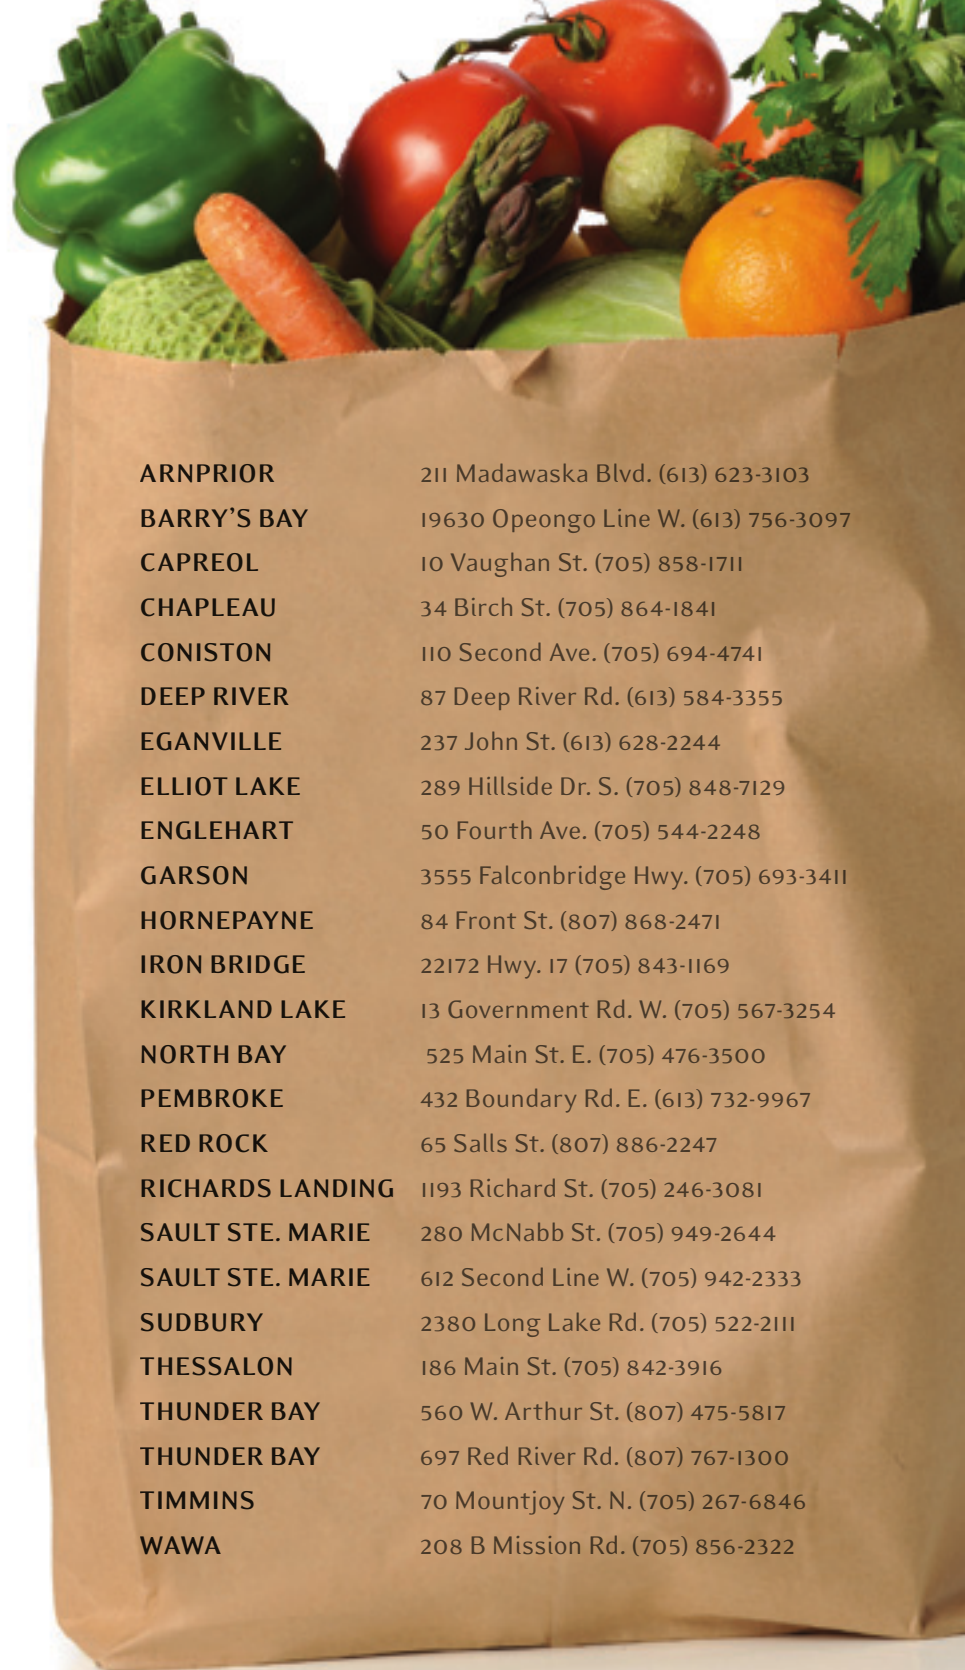 ARNPRIOR 211 Madawaska Blvd. (613) 623-3103
BARRY’S BAY 19630 Opeongo Line W. (613) 756-3097
CAPREOL 10 Vaughan St. (705) 858-1711
CHAPLEAU 34 Birch St. (705) 864-1841
CONISTON 110 Second Ave. (705) 694-4741
DEEP RIVER 87 Deep River Rd. (613) 584-3355
EGANVILLE 237 John St. (613) 628-2244
ELLIOT LAKE 289 Hillside Dr. S. (705) 848-7129
ENGLEHART 50 Fourth Ave. (705) 544-2248
GARSON 3555 Falconbridge Hwy. (705) 693-3411
HORNEPAYNE 84 Front St. (807) 868-2471
IRON BRIDGE 22172 Hwy. 17 (705) 843-1169
KIRKLAND LAKE 13 Government Rd. W. (705) 567-3254
NORTH BAY 525 Main St. E. (705) 476-3500
PEMBROKE 432 Boundary Rd. E. (613) 732-9967
RED ROCK 65 Salls St. (807) 886-2247
RICHARDS LANDING 1193 Richard St. (705) 246-3081
SAULT STE. MARIE 280 McNabb St. (705) 949-2644
SAULT STE. MARIE 612 Second Line W. (705) 942-2333
SUDBURY 2380 Long Lake Rd. (705) 522-2111
THESSALON 186 Main St. (705) 842-3916
THUNDER BAY 560 W. Arthur St. (807) 475-5817
THUNDER BAY 697 Red River Rd. (807) 767-1300
TIMMINS 70 Mountjoy St. N. (705) 267-6846
WAWA 208 B Mission Rd. (705) 856-2322